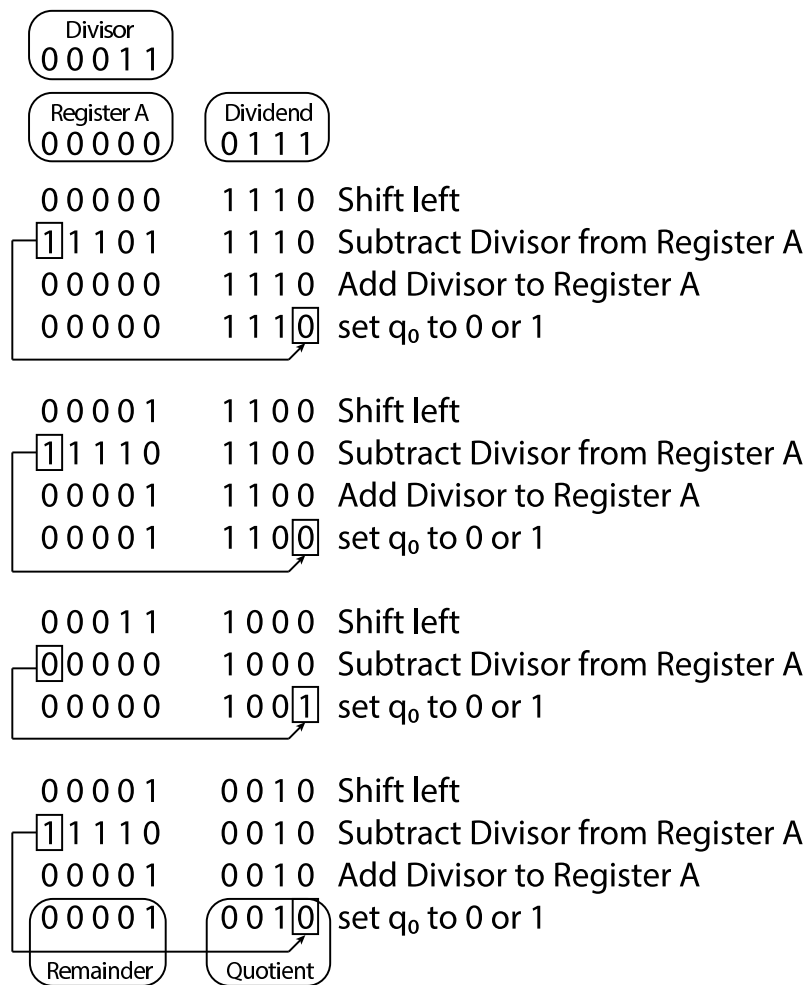 Divisor
0 0 0 1 1
Register A Dividend
0 0 0 0 0 0 1 1 1
0 0 0 0 0 1 1 1 0 Shift left
1 1 1 0 1 1 1 1 0 Subtract Divisor from Register A
0 0 0 0 0 1 1 1 0 Add Divisor to Register A
0 0 0 0 0 1 1 1 0 set q₀ to 0 or 1
0 0 0 0 1 1 1 0 0 Shift left
1 1 1 1 0 1 1 0 0 Subtract Divisor from Register A
0 0 0 0 1 1 1 0 0 Add Divisor to Register A
0 0 0 0 1 1 1 0 0 set q₀ to 0 or 1
0 0 0 1 1 1 0 0 0 Shift left
0 0 0 0 0 1 0 0 0 Subtract Divisor from Register A
0 0 0 0 0 1 0 0 1 set q₀ to 0 or 1
0 0 0 0 1 0 0 1 0 Shift left
1 1 1 1 0 0 0 1 0 Subtract Divisor from Register A
0 0 0 0 1 0 0 1 0 Add Divisor to Register A
0 0 0 0 1 0 0 1 0 set q₀ to 0 or 1
Remainder Quotient